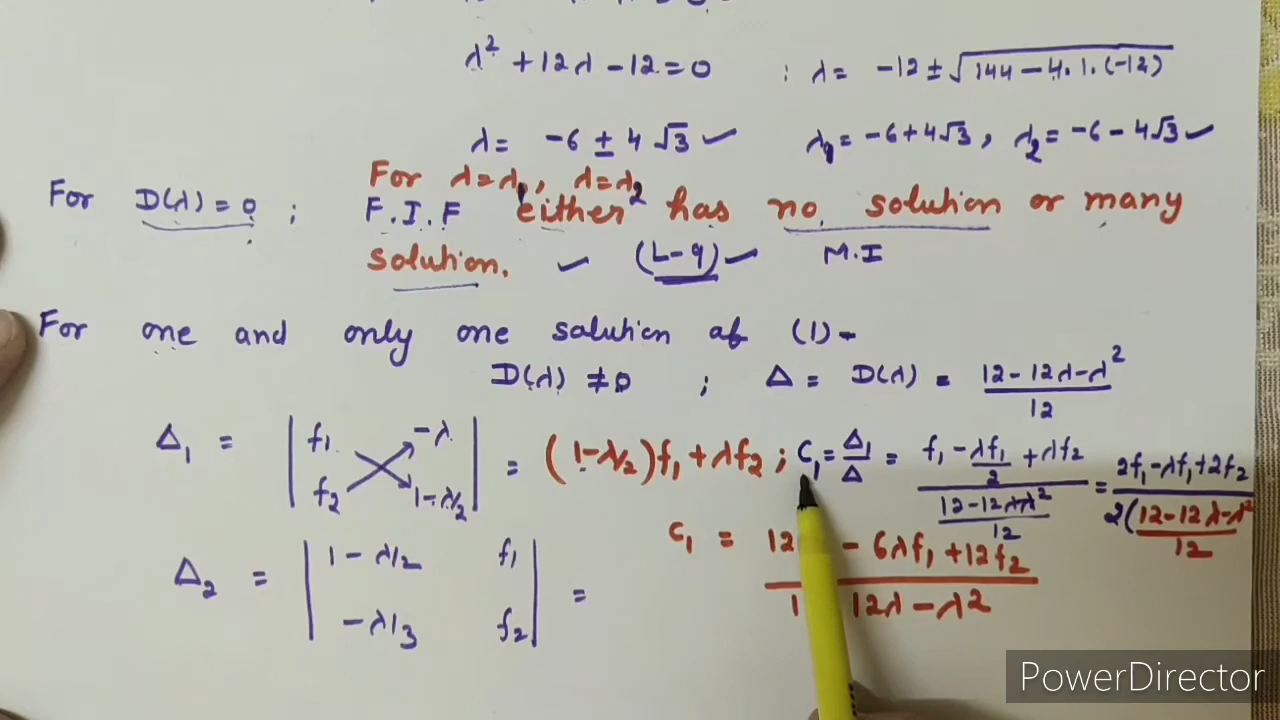 λ² + 12λ - 12 = 0 ; λ = -12 ± √144 - 4. 1. (-12)
λ = -6 ± 4√3 ✓ λ₁ = -6 + 4√3, λ₂ = -6 - 4√3 ✓
For λ = λ₁, λ = λ₂
For D(λ) = 0 ; F.I.F either has no solution or many
solution. ✓ (L-9) ✓ M.I
For one and only one solution of (1) -
D(λ) ≠ 0 ; Δ = D(λ) = (12 - 12λ - λ²)/12
Δ₁ = | f₁ -λ ; f₂ 1-λ/2 | = (1-λ/2)f₁ + λf₂ ; C₁ = Δ₁/Δ = (f₁ - λf₁/2 + λf₂)/((12-12λλ²)/12) = (2f₁ - λf₁ + 2f₂)/(2(12-12λ-λ²/12
C₁ = 12 - 6λf₁ + 12f₂ / 1 12λ - λ²
Δ₂ = | 1 - λ/2 f₁ ; -λ/3 f₂ | =
PowerDirector